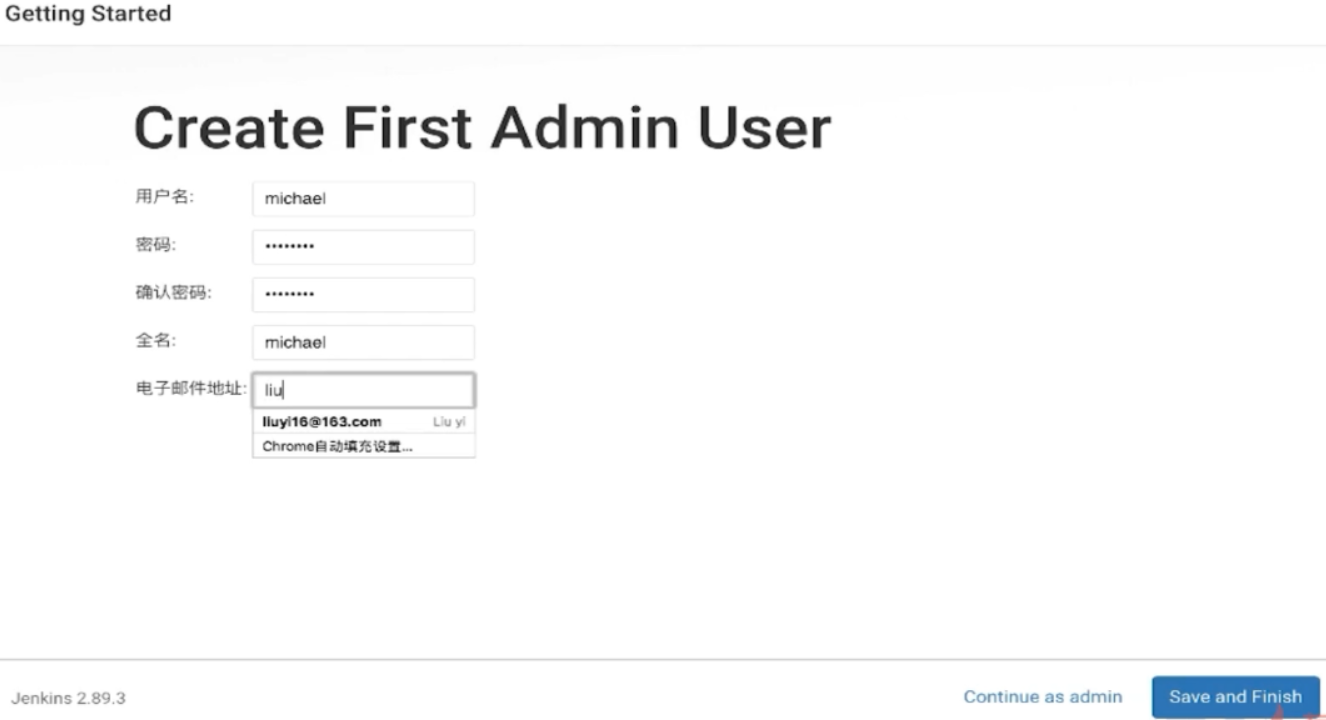 Getting Started
Create First Admin User
用户名: michael
密码: ••••••••
确认密码: ••••••••
全名: michael
电子邮件地址: liu
liuyi16@163.com Liu yi
Chrome自动填充设置...
Jenkins 2.89.3 Continue as admin Save and Finish